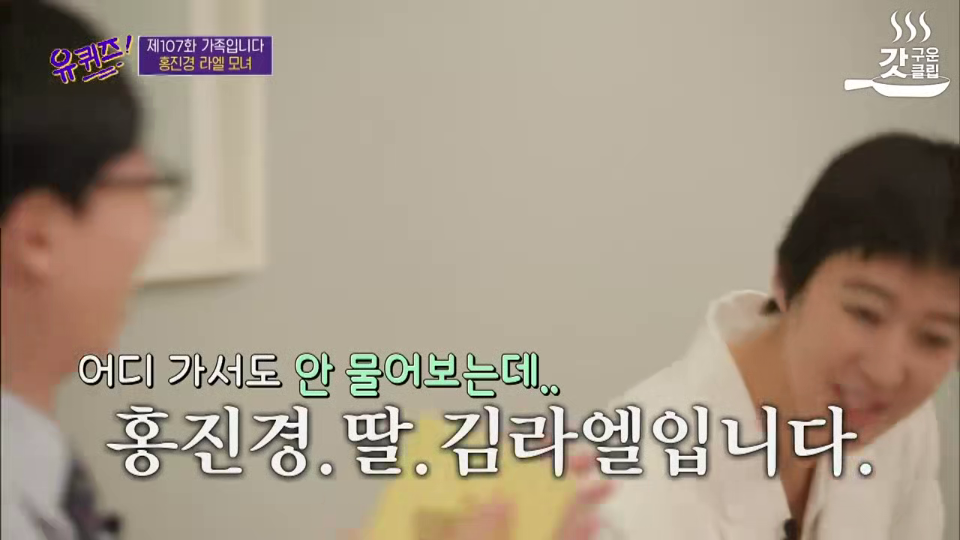 유퀴즈!
제107화 가족입니다
홍진경 라엘 모녀
갓구운클립
어디 가서도 안 물어보는데..
홍진경. 딸. 김라엘입니다.